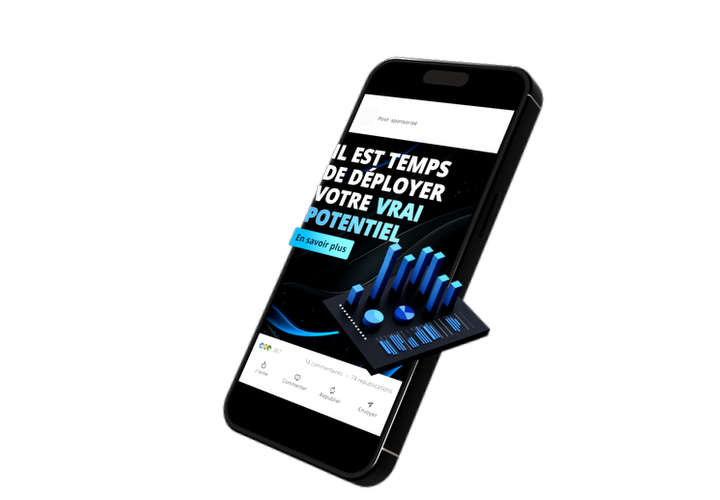 Post sponsorisé
IL EST TEMPS
DE DÉPLOYER
VOTRE VRAI
POTENTIEL
En savoir plus
367
14 commentaires • 74 republications
J'aime
Commenter
Republier
Envoyer